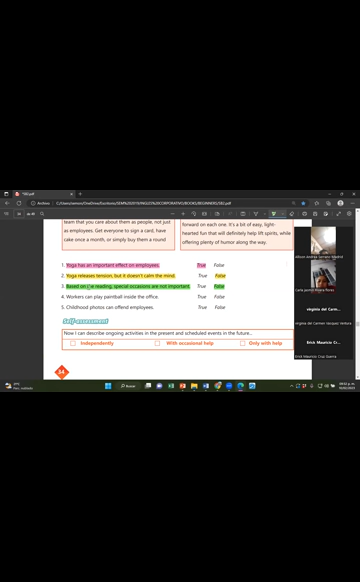 SB2.pdf
Archivo
team that you care about them as people, not just
as employees. Get everyone to sign a card, have
cake once a month, or simply buy them a round
forward on each one. It's a bit of easy, light-
hearted fun that will definitely help lift spirits, while
offering plenty of humor along the way.
1. Yoga has an important effect on employees. True False
2. Yoga releases tension, but it doesn't calm the mind. True False
3. Based on the reading, special occasions are not important. True False
4. Workers can play paintball inside the office. True False
5. Childhood photos can offend employees. True False
Self-assessment
Now I can describe ongoing activities in the present and scheduled events in the future...
Independently With occasional help Only with help
54
Buscar